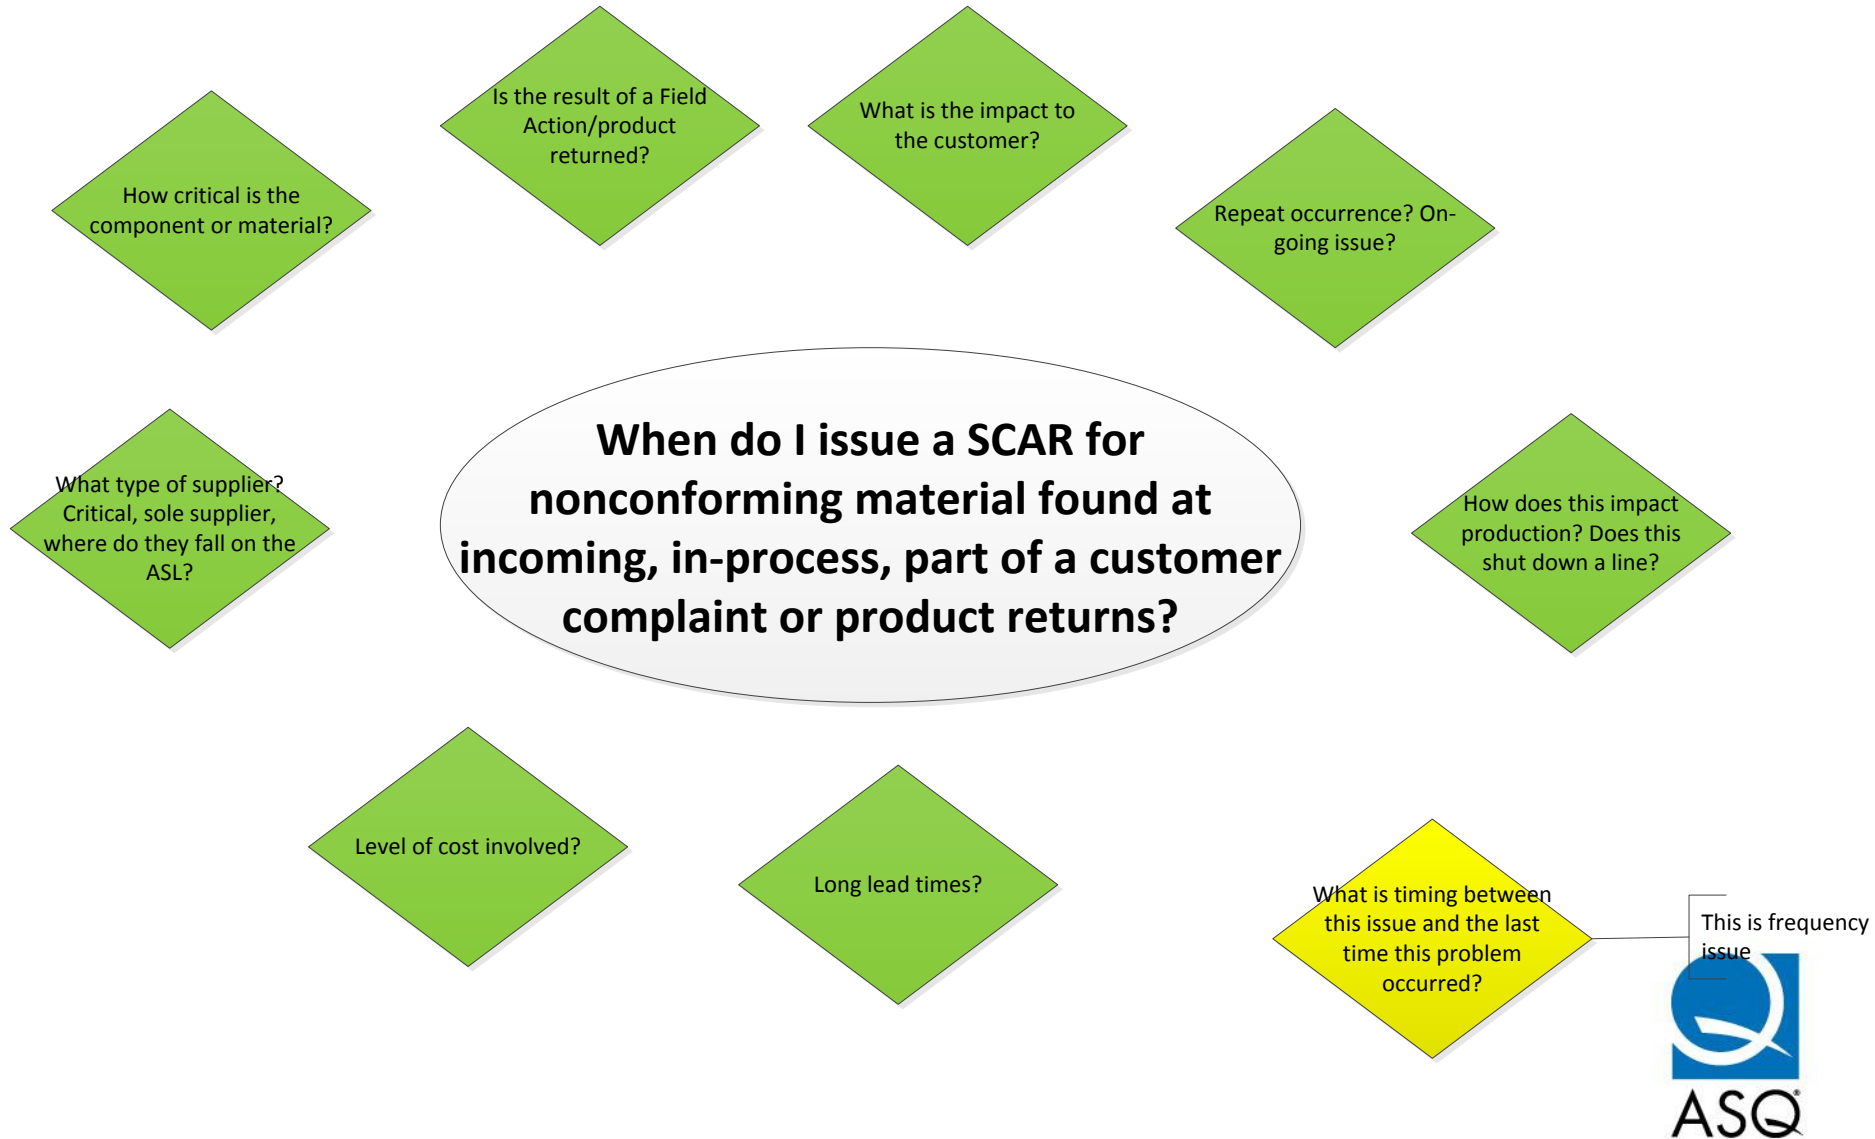 Is the result of a Field
Action/product
returned?
What is the impact to
the customer?
How critical is the
component or material?
Repeat occurrence? On-
going issue?
When do I issue a SCAR for
nonconforming material found at
incoming, in-process, part of a customer
complaint or product returns?
What type of supplier?
Critical, sole supplier,
where do they fall on the
ASL?
How does this impact
production? Does this
shut down a line?
Level of cost involved?
Long lead times?
What is timing between
this issue and the last
time this problem
occurred?
This is frequency
issue
ASQ®